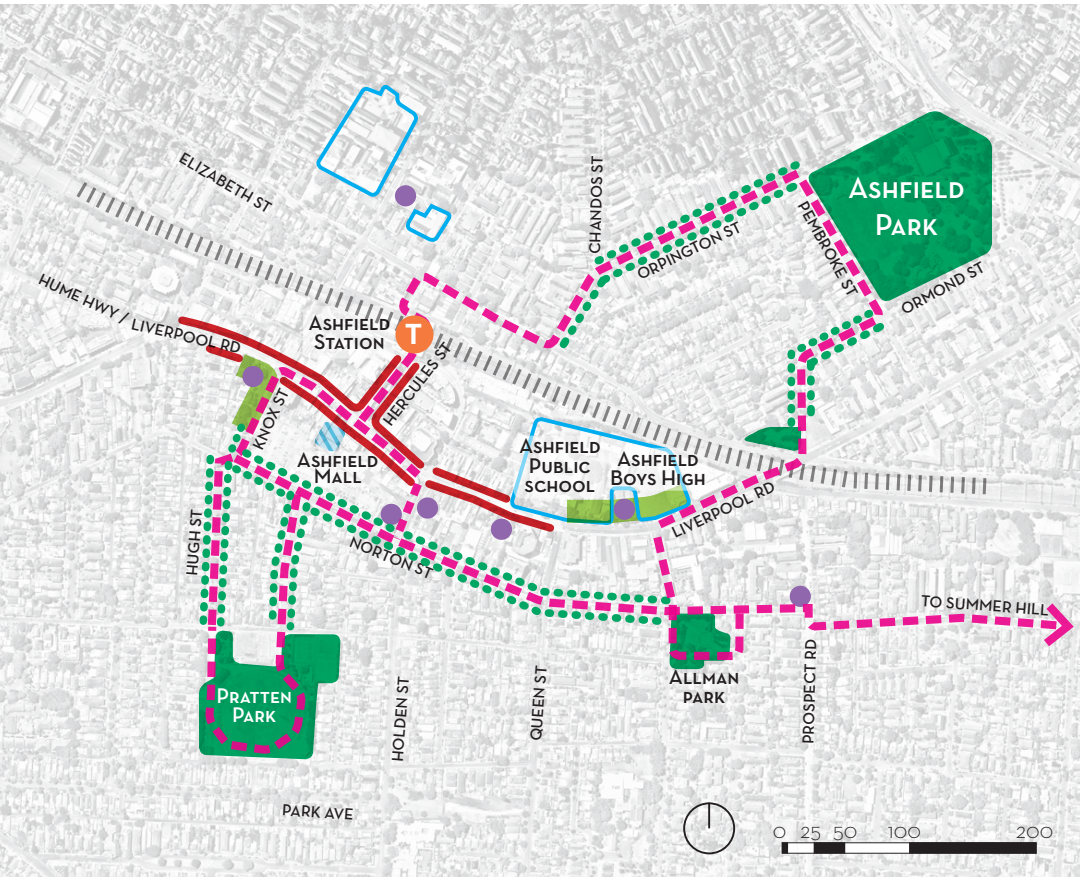 ELIZABETH ST
CHANDOS ST
ORPINGTON ST
ASHFIELD
PARK
PEMBROKE ST
ORMOND ST
HUME HWY / LIVERPOOL RD
ASHFIELD
STATION
T
HERCULES ST
KNOX ST
ASHFIELD
MALL
ASHFIELD
PUBLIC
SCHOOL
ASHFIELD
BOYS HIGH
LIVERPOOL RD
HUGH ST
NORTON ST
TO SUMMER HILL
PRATTEN
PARK
HOLDEN ST
QUEEN ST
ALLMAN
PARK
PROSPECT RD
PARK AVE
0 25 50 100 200